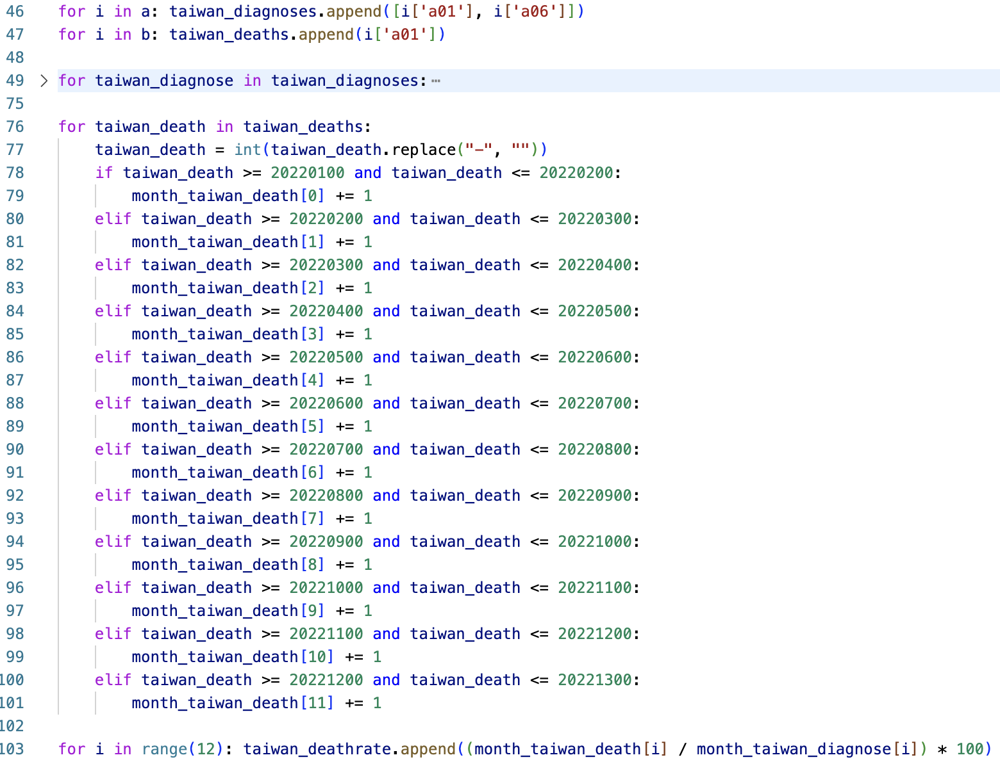 46 for i in a: taiwan_diagnoses.append([i['a01'], i['a06']])
47 for i in b: taiwan_deaths.append(i['a01'])
48
49 > for taiwan_diagnose in taiwan_diagnoses: ⋯
75
76 for taiwan_death in taiwan_deaths:
77     taiwan_death = int(taiwan_death.replace("-", ""))
78     if taiwan_death >= 20220100 and taiwan_death <= 20220200:
79         month_taiwan_death[0] += 1
80     elif taiwan_death >= 20220200 and taiwan_death <= 20220300:
81         month_taiwan_death[1] += 1
82     elif taiwan_death >= 20220300 and taiwan_death <= 20220400:
83         month_taiwan_death[2] += 1
84     elif taiwan_death >= 20220400 and taiwan_death <= 20220500:
85         month_taiwan_death[3] += 1
86     elif taiwan_death >= 20220500 and taiwan_death <= 20220600:
87         month_taiwan_death[4] += 1
88     elif taiwan_death >= 20220600 and taiwan_death <= 20220700:
89         month_taiwan_death[5] += 1
90     elif taiwan_death >= 20220700 and taiwan_death <= 20220800:
91         month_taiwan_death[6] += 1
92     elif taiwan_death >= 20220800 and taiwan_death <= 20220900:
93         month_taiwan_death[7] += 1
94     elif taiwan_death >= 20220900 and taiwan_death <= 20221000:
95         month_taiwan_death[8] += 1
96     elif taiwan_death >= 20221000 and taiwan_death <= 20221100:
97         month_taiwan_death[9] += 1
98     elif taiwan_death >= 20221100 and taiwan_death <= 20221200:
99         month_taiwan_death[10] += 1
100     elif taiwan_death >= 20221200 and taiwan_death <= 20221300:
101         month_taiwan_death[11] += 1
102
103 for i in range(12): taiwan_deathrate.append((month_taiwan_death[i] / month_taiwan_diagnose[i]) * 100)